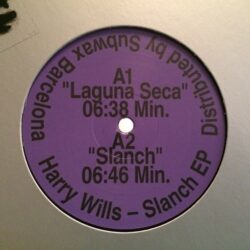 A1
"Laguna Seca"
06:38 Min.
A2
"Slanch"
06:46 Min.
Harry Wills – Slanch EP
Distributed by Subwax Barcelona